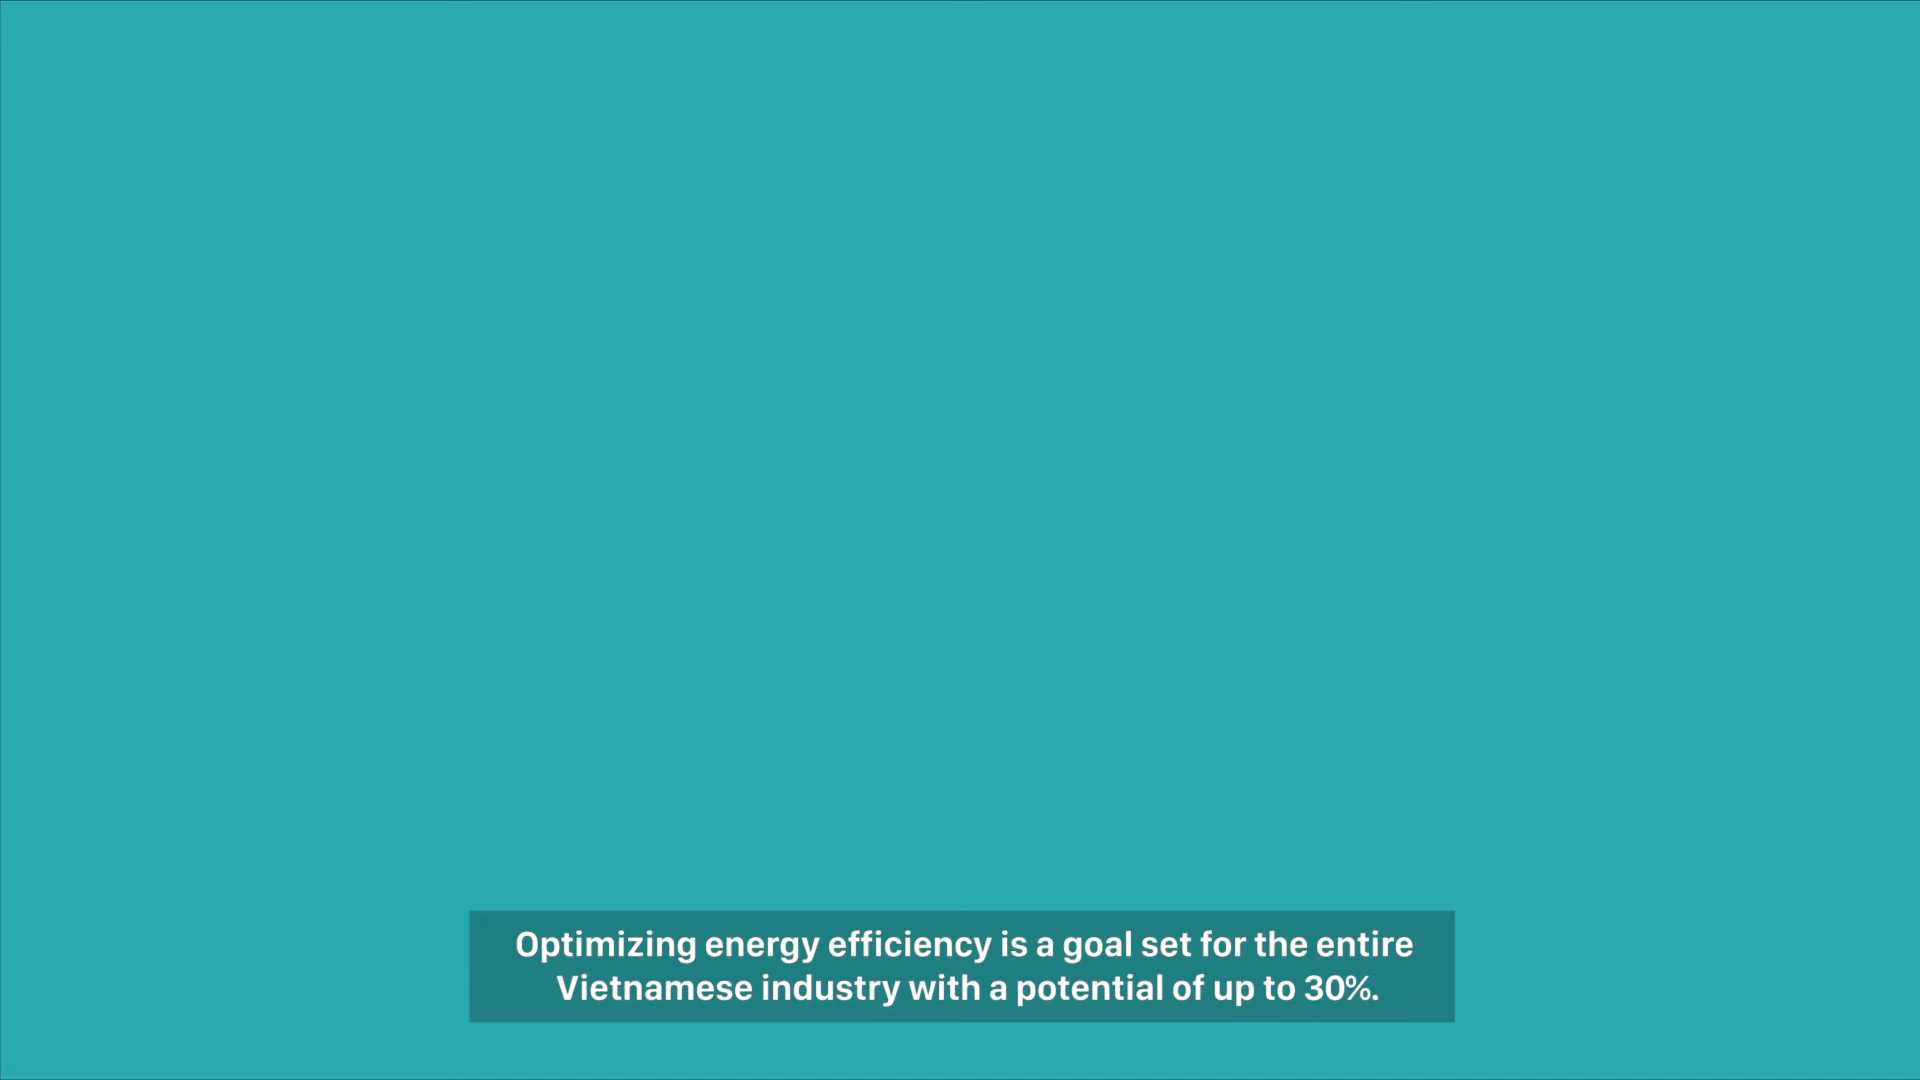 Optimizing energy efficiency is a goal set for the entire
Vietnamese industry with a potential of up to 30%.